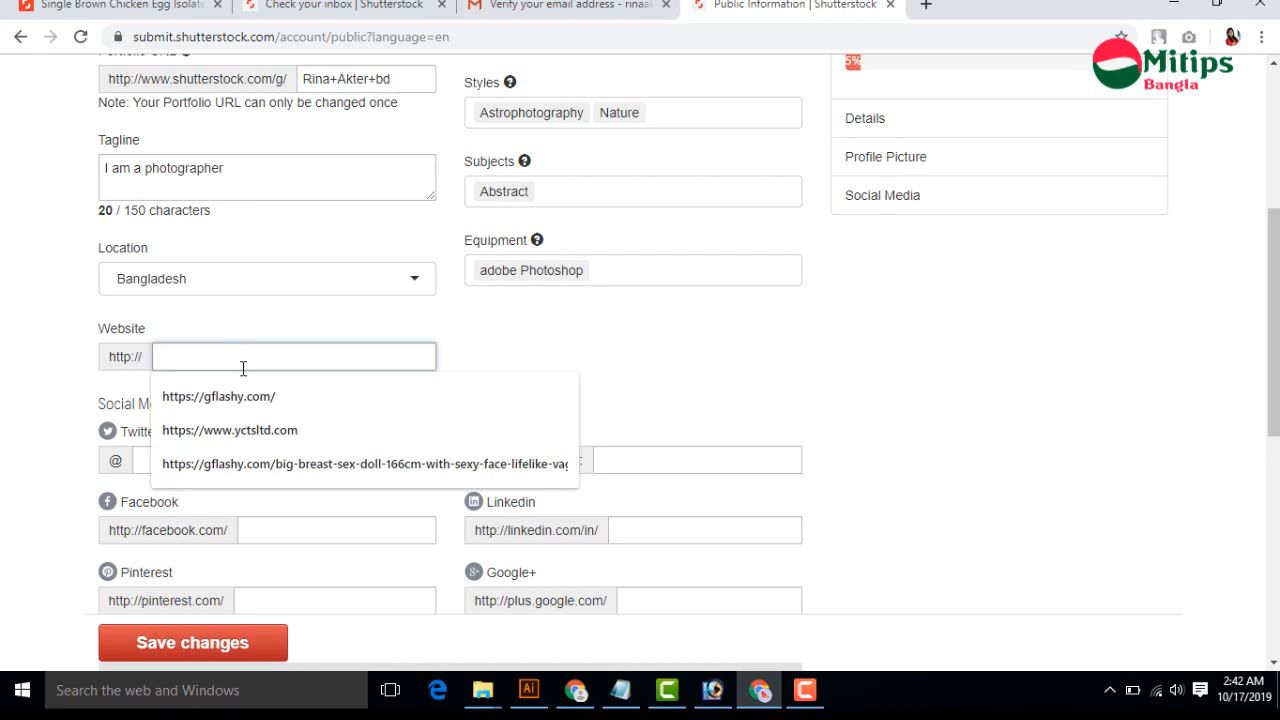 Single Brown Chicken Egg Isolate
Check your inbox | Shutterstock
Verify your email address - rinaa
Public Information | Shutterstock
submit.shutterstock.com/account/public?language=en
Mitips
Bangla
http://www.shutterstock.com/g/ Rina+Akter+bd
Note: Your Portfolio URL can only be changed once
Tagline
I am a photographer
20 / 150 characters
Location
Bangladesh
Website
http://
https://gflashy.com/
https://www.yctsltd.com
https://gflashy.com/big-breast-sex-doll-166cm-with-sexy-face-lifelike-vag
Social M
Twitte
@
Facebook
http://facebook.com/
Pinterest
http://pinterest.com/
Styles
Astrophotography Nature
Subjects
Abstract
Equipment
adobe Photoshop
Linkedin
http://linkedin.com/in/
Google+
http://plus.google.com/
5%
Details
Profile Picture
Social Media
Save changes
Search the web and Windows
Ai
2:42 AM
10/17/2019